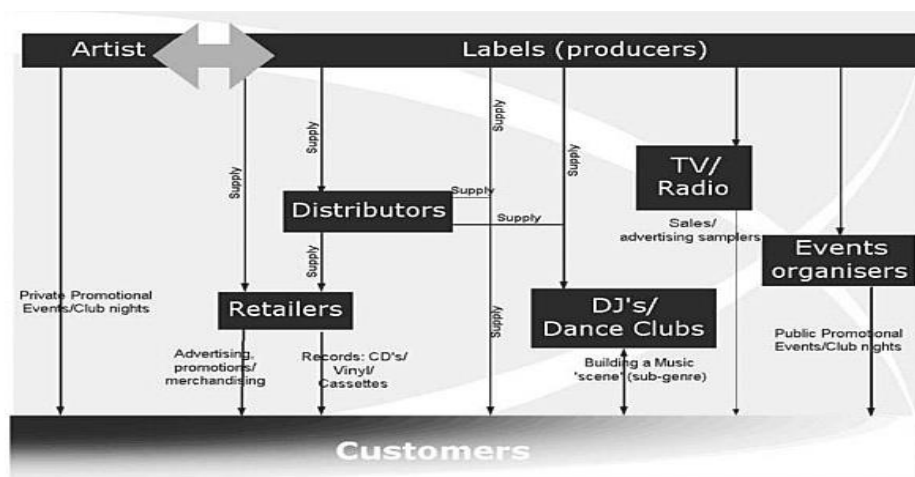 Artist
Labels (producers)
Supply
Supply
Supply
Supply
TV/
Radio
Supply
Distributors
Supply
Supply
Sales/
advertising samplers
Events
organisers
Supply
Private Promotional
Events/Club nights
Retailers
Supply
DJ's/
Dance Clubs
Public Promotional
Events/Club nights
Advertising,
promotions/
merchandising
Records: CD's/
Vinyl/
Cassettes
Building a Music
'scene' (sub-genre)
Customers